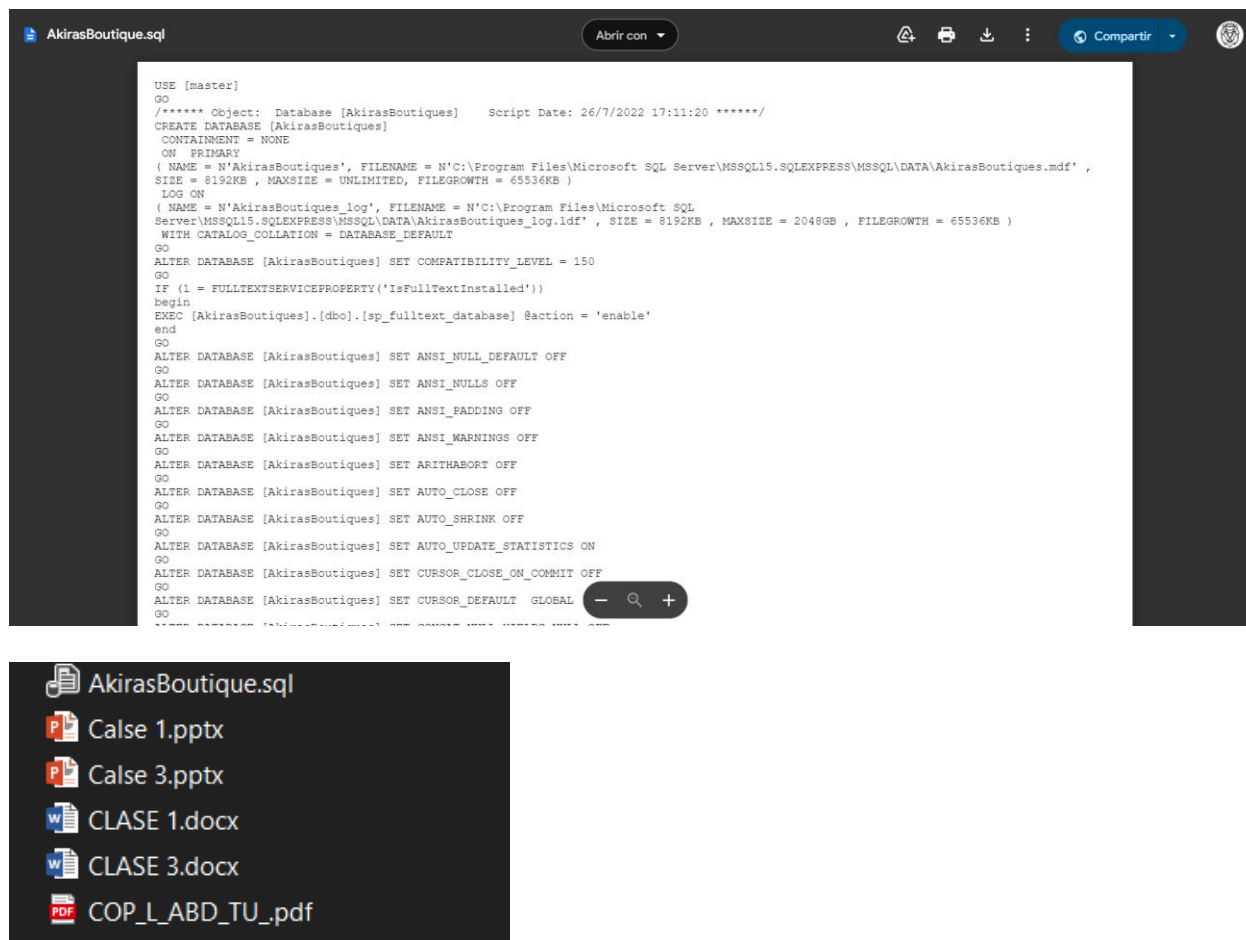 AkirasBoutique.sql
Abrir con
Compartir
USE [master]
GO
/****** Object:  Database [AkirasBoutiques]    Script Date: 26/7/2022 17:11:20 ******/
CREATE DATABASE [AkirasBoutiques]
 CONTAINMENT = NONE
 ON  PRIMARY
( NAME = N'AkirasBoutiques', FILENAME = N'C:\Program Files\Microsoft SQL Server\MSSQL15.SQLEXPRESS\MSSQL\DATA\AkirasBoutiques.mdf' ,
SIZE = 8192KB , MAXSIZE = UNLIMITED, FILEGROWTH = 65536KB )
 LOG ON
( NAME = N'AkirasBoutiques_log', FILENAME = N'C:\Program Files\Microsoft SQL
Server\MSSQL15.SQLEXPRESS\MSSQL\DATA\AkirasBoutiques_log.ldf' , SIZE = 8192KB , MAXSIZE = 2048GB , FILEGROWTH = 65536KB )
 WITH CATALOG_COLLATION = DATABASE_DEFAULT
GO
ALTER DATABASE [AkirasBoutiques] SET COMPATIBILITY_LEVEL = 150
GO
IF (1 = FULLTEXTSERVICEPROPERTY('IsFullTextInstalled'))
begin
EXEC [AkirasBoutiques].[dbo].[sp_fulltext_database] @action = 'enable'
end
GO
ALTER DATABASE [AkirasBoutiques] SET ANSI_NULL_DEFAULT OFF
GO
ALTER DATABASE [AkirasBoutiques] SET ANSI_NULLS OFF
GO
ALTER DATABASE [AkirasBoutiques] SET ANSI_PADDING OFF
GO
ALTER DATABASE [AkirasBoutiques] SET ANSI_WARNINGS OFF
GO
ALTER DATABASE [AkirasBoutiques] SET ARITHABORT OFF
GO
ALTER DATABASE [AkirasBoutiques] SET AUTO_CLOSE OFF
GO
ALTER DATABASE [AkirasBoutiques] SET AUTO_SHRINK OFF
GO
ALTER DATABASE [AkirasBoutiques] SET AUTO_UPDATE_STATISTICS ON
GO
ALTER DATABASE [AkirasBoutiques] SET CURSOR_CLOSE_ON_COMMIT OFF
GO
ALTER DATABASE [AkirasBoutiques] SET CURSOR_DEFAULT  GLOBAL
GO
AkirasBoutique.sql
Calse 1.pptx
Calse 3.pptx
CLASE 1.docx
CLASE 3.docx
COP_L_ABD_TU_.pdf